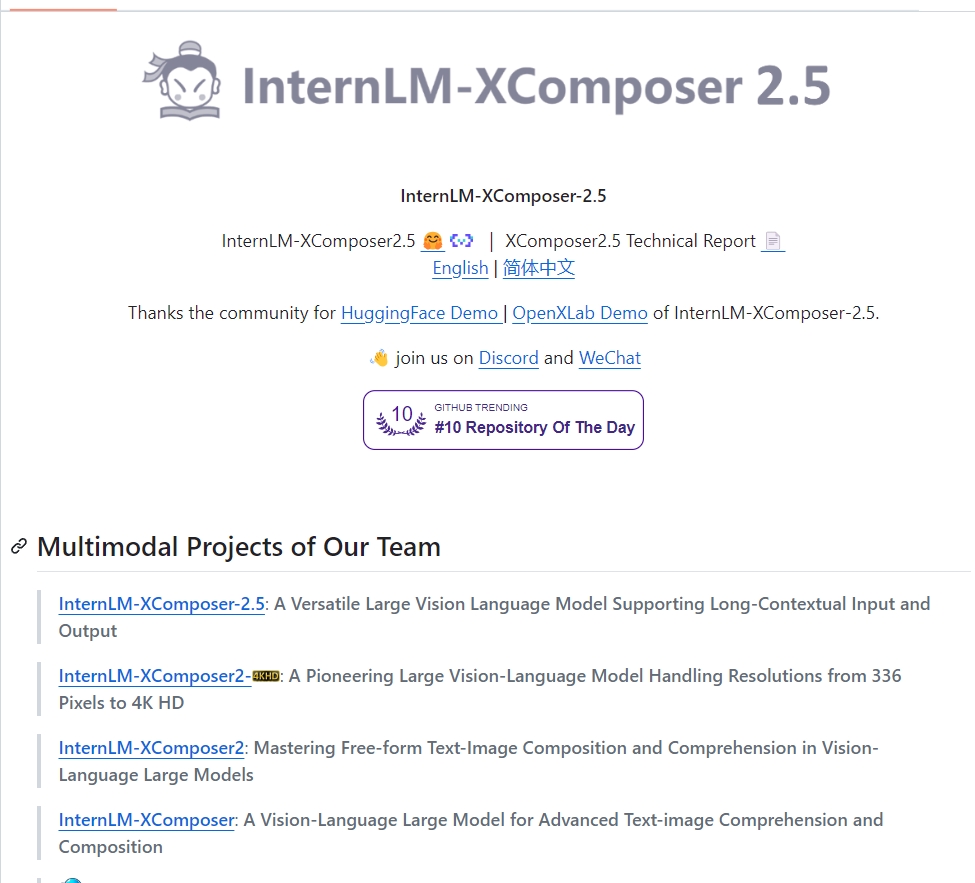 InternLM-XComposer 2.5
InternLM-XComposer-2.5
InternLM-XComposer2.5 🤗 | XComposer2.5 Technical Report 📄
English | 简体中文
Thanks the community for HuggingFace Demo | OpenXLab Demo of InternLM-XComposer-2.5.
👋 join us on Discord and WeChat
10
GITHUB TRENDING
#10 Repository Of The Day
Multimodal Projects of Our Team
InternLM-XComposer-2.5: A Versatile Large Vision Language Model Supporting Long-Contextual Input and
Output
InternLM-XComposer2-4KHD: A Pioneering Large Vision-Language Model Handling Resolutions from 336
Pixels to 4K HD
InternLM-XComposer2: Mastering Free-form Text-Image Composition and Comprehension in Vision-
Language Large Models
InternLM-XComposer: A Vision-Language Large Model for Advanced Text-image Comprehension and
Composition